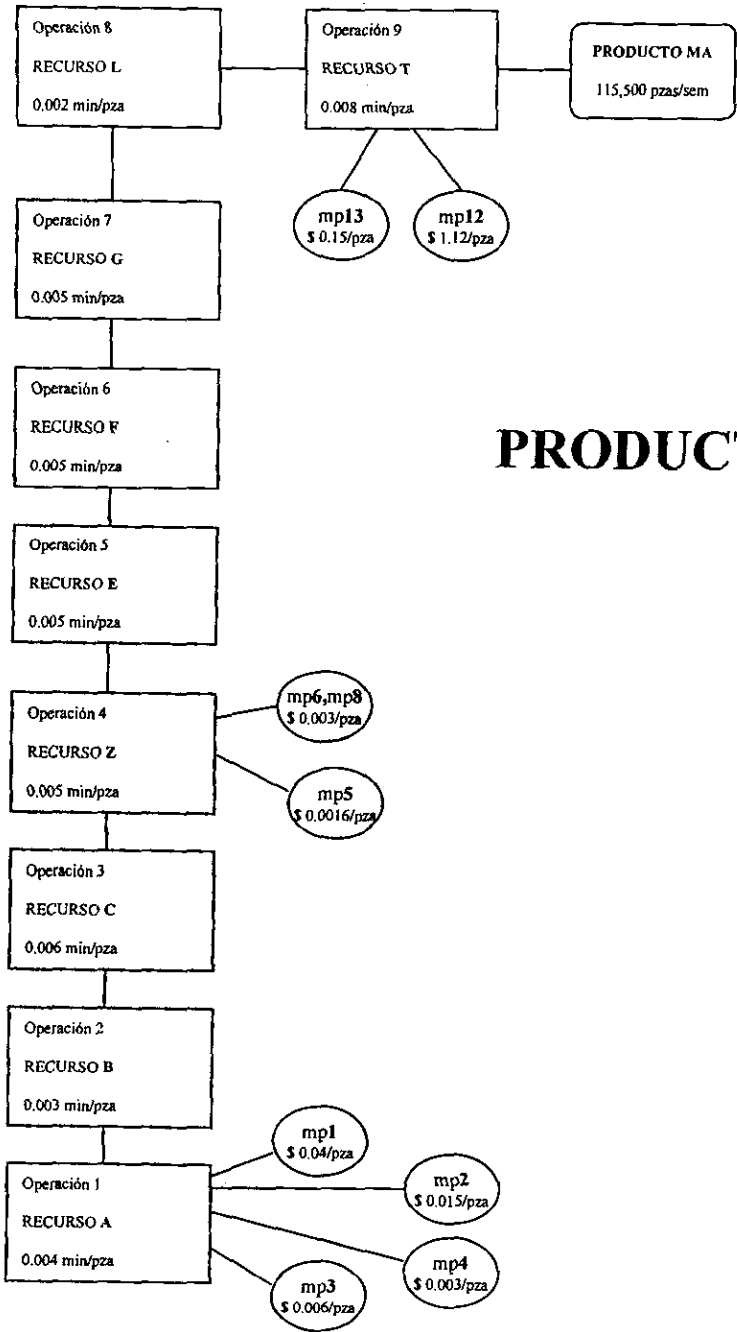 Operación 8
RECURSO L
0.002 min/pza
Operación 9
RECURSO T
0.008 min/pza
PRODUCTO MA
115,500 pzas/sem
mp13
$ 0.15/pza
mp12
$ 1.12/pza
Operación 7
RECURSO G
0.005 min/pza
Operación 6
RECURSO F
0.005 min/pza
PRODUCT
Operación 5
RECURSO E
0.005 min/pza
Operación 4
RECURSO Z
0.005 min/pza
mp6,mp8
$ 0.003/pza
mp5
$ 0.0016/pza
Operación 3
RECURSO C
0.006 min/pza
Operación 2
RECURSO B
0.003 min/pza
Operación 1
RECURSO A
0.004 min/pza
mp1
$ 0.04/pza
mp2
$ 0.015/pza
mp4
$ 0.003/pza
mp3
$ 0.006/pza